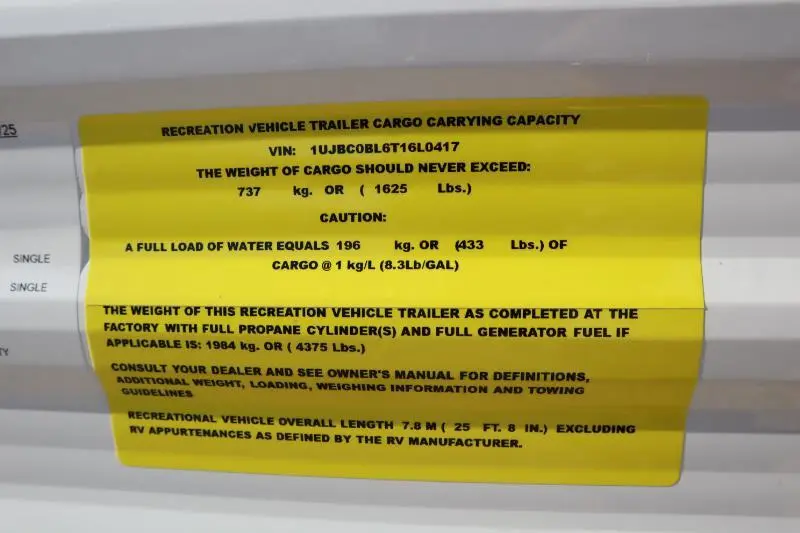 /25
RECREATION VEHICLE TRAILER CARGO CARRYING CAPACITY
VIN: 1UJBC0BL6T16L0417
THE WEIGHT OF CARGO SHOULD NEVER EXCEED:
737 kg. OR ( 1625 Lbs.)
CAUTION:
A FULL LOAD OF WATER EQUALS 196 kg. OR (433 Lbs.) OF
CARGO @ 1 kg/L (8.3Lb/GAL)
SINGLE
SINGLE
THE WEIGHT OF THIS RECREATION VEHICLE TRAILER AS COMPLETED AT THE
FACTORY WITH FULL PROPANE CYLINDER(S) AND FULL GENERATOR FUEL IF
APPLICABLE IS: 1984 kg. OR ( 4375 Lbs.)
TY
CONSULT YOUR DEALER AND SEE OWNER'S MANUAL FOR DEFINITIONS,
ADDITIONAL WEIGHT, LOADING, WEIGHING INFORMATION AND TOWING
GUIDELINES
RECREATIONAL VEHICLE OVERALL LENGTH 7.8 M ( 25 FT. 8 IN.) EXCLUDING
RV APPURTENANCES AS DEFINED BY THE RV MANUFACTURER.